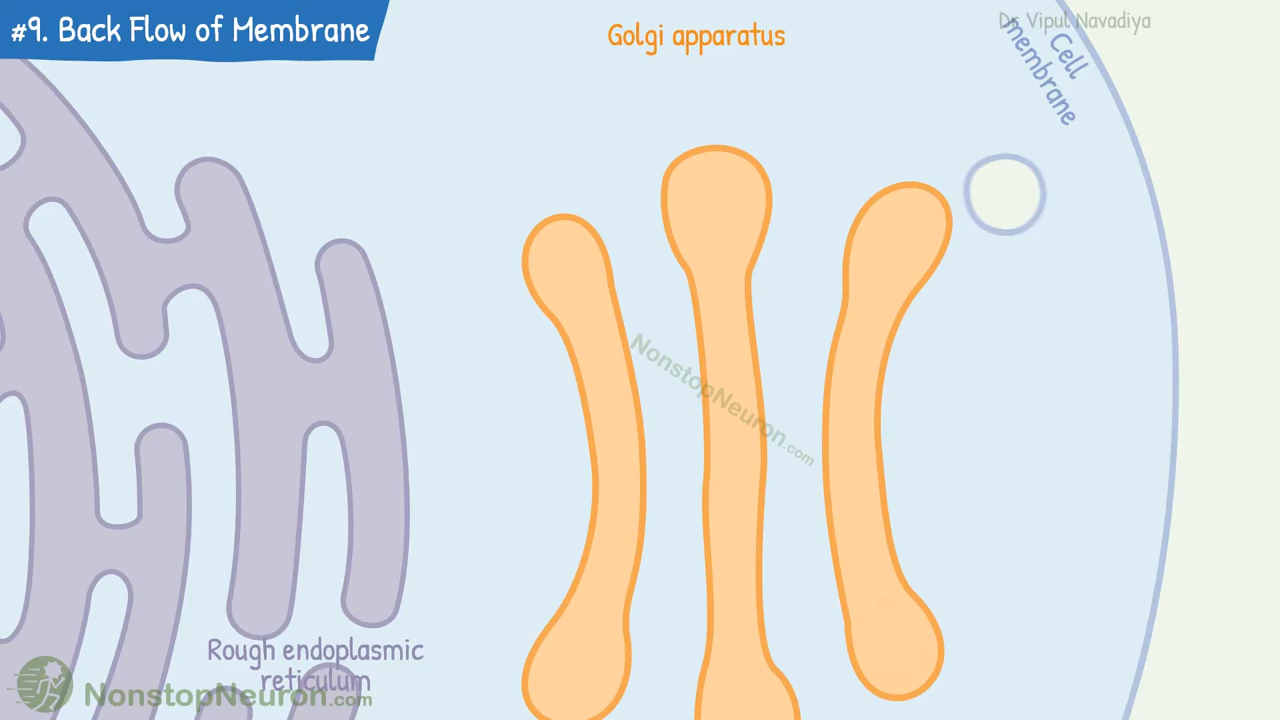 #9. Back Flow of Membrane
Golgi apparatus
Dr. Vipul Navadiya
Cell
membrane
NonstopNeuron.com
Rough endoplasmic
reticulum
NonstopNeuron.com